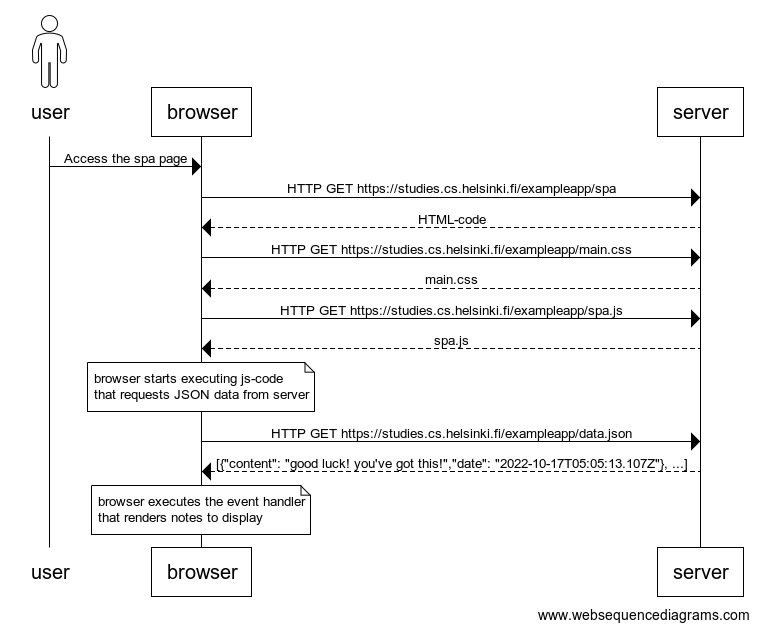 user
browser
server
Access the spa page
HTTP GET https://studies.cs.helsinki.fi/exampleapp/spa
HTML-code
HTTP GET https://studies.cs.helsinki.fi/exampleapp/main.css
main.css
HTTP GET https://studies.cs.helsinki.fi/exampleapp/spa.js
spa.js
browser starts executing js-code
that requests JSON data from server
HTTP GET https://studies.cs.helsinki.fi/exampleapp/data.json
[{"content": "good luck! you've got this!","date": "2022-10-17T05:05:13.107Z"}, ...]
browser executes the event handler
that renders notes to display
user
browser
server
www.websequencediagrams.com